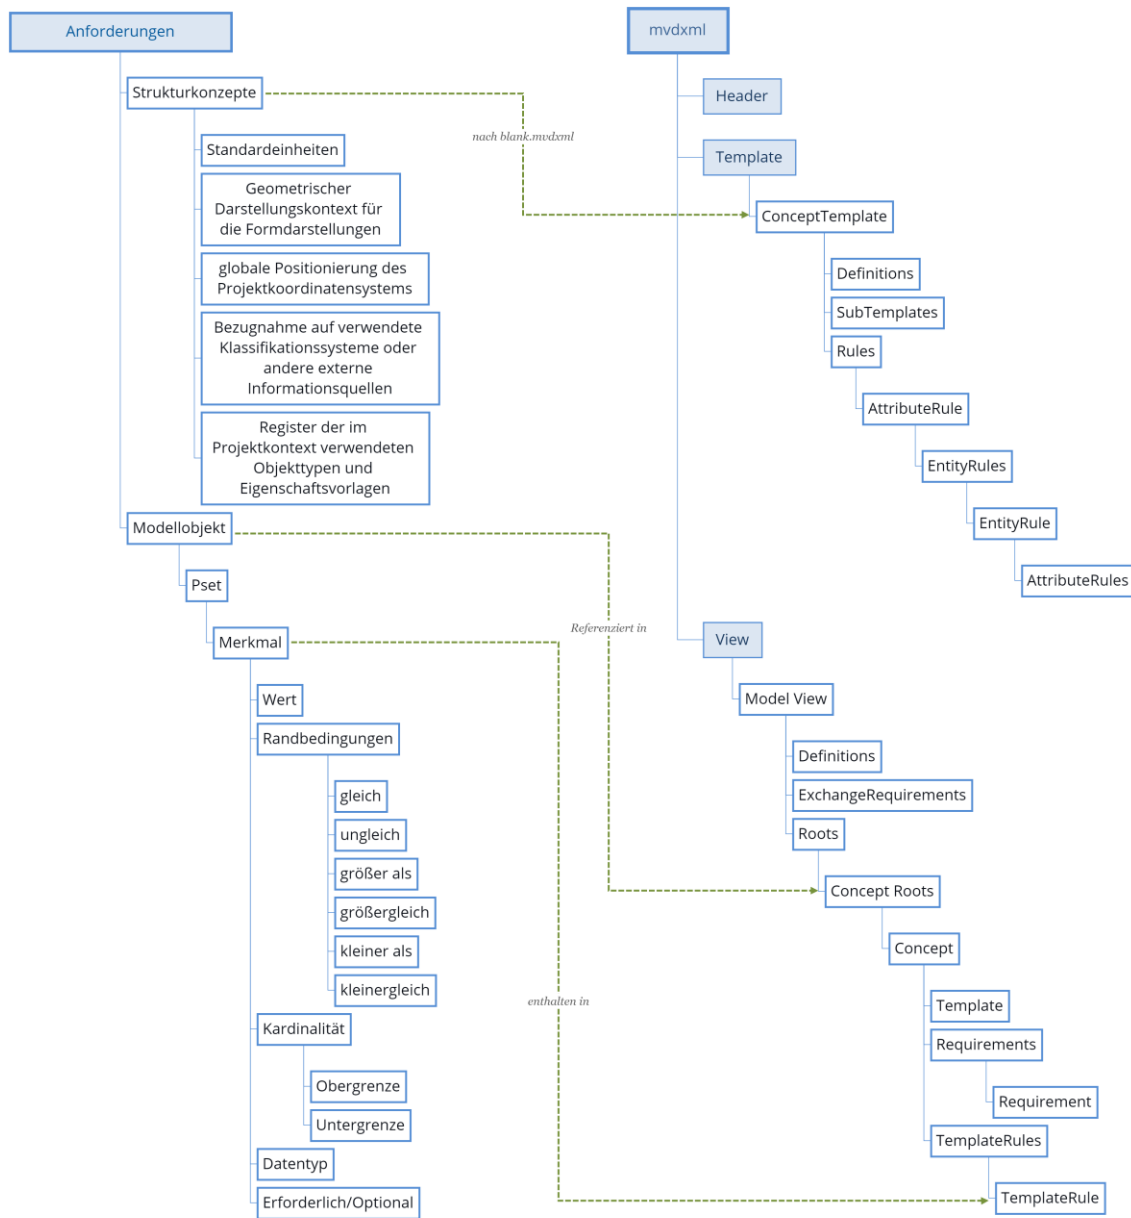 Anforderungen
Strukturkonzepte
Standardeinheiten
Geometrischer
Darstellungskontext für
die Formdarstellungen
globale Positionierung des
Projektkoordinatensystems
Bezugnahme auf verwendete
Klassifikationssysteme oder
andere externe
Informationsquellen
Register der im
Projektkontext verwendeten
Objekttypen und
Eigenschaftsvorlagen
Modellobjekt
Pset
Merkmal
Wert
Randbedingungen
gleich
ungleich
größer als
größergleich
kleiner als
kleinergleich
Kardinalität
Obergrenze
Untergrenze
Datentyp
Erforderlich/Optional
nach blank.mvdxml
Referenziert in
enthalten in
mvdxml
Header
Template
ConceptTemplate
Definitions
SubTemplates
Rules
AttributeRule
EntityRules
EntityRule
AttributeRules
View
Model View
Definitions
ExchangeRequirements
Roots
Concept Roots
Concept
Template
Requirements
Requirement
TemplateRules
TemplateRule